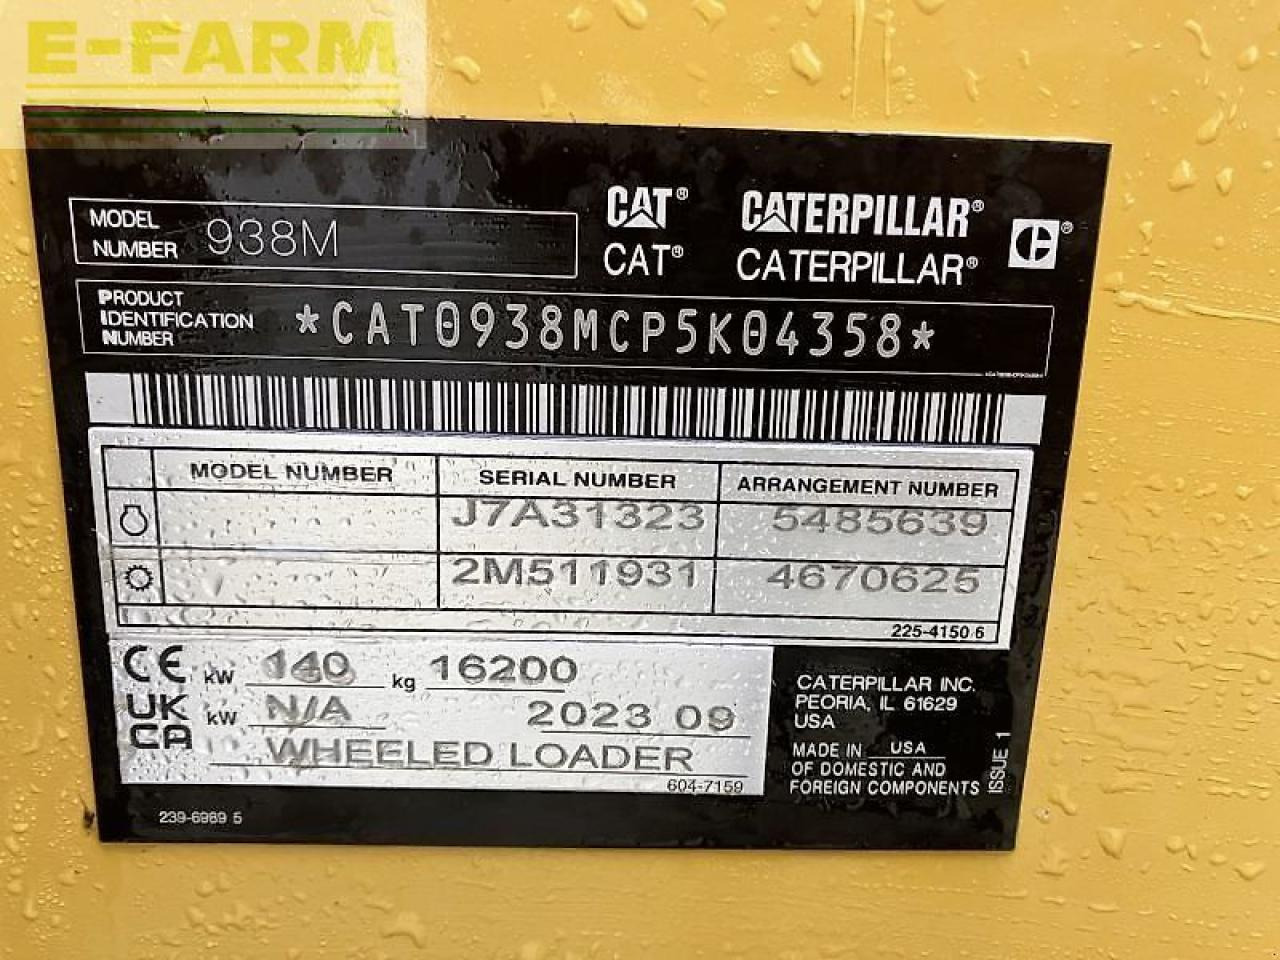 E-FARM
MODEL NUMBER 938M
CAT® CATERPILLAR®
CAT® CATERPILLAR®
PRODUCT IDENTIFICATION NUMBER *CAT0938MCP5K04358*
MODEL NUMBER SERIAL NUMBER ARRANGEMENT NUMBER
J7A31323 5485639
2M511931 4670625
225-4150 6
CE kW 140 kg 16200
UKCA kW N/A 2023 09
WHEELED LOADER
604-7159
CATERPILLAR INC.
PEORIA, IL 61629
USA
MADE IN USA
OF DOMESTIC AND
FOREIGN COMPONENTS
ISSUE 1
239-6989 5